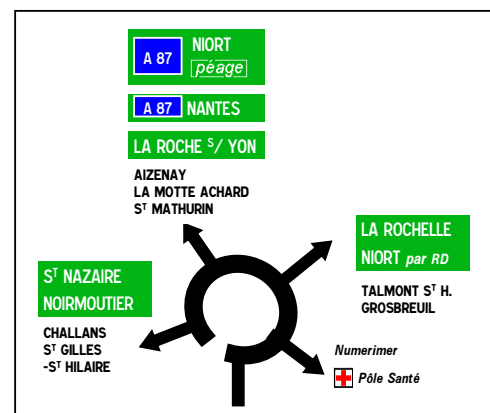 A 87 NIORT
péage
A 87 NANTES
LA ROCHE S/ YON
AIZENAY
LA MOTTE ACHARD
ST MATHURIN
LA ROCHELLE
NIORT par RD
TALMONT ST H.
GROSBREUIL
ST NAZAIRE
NOIRMOUTIER
CHALLANS
ST GILLES
-ST HILAIRE
Numerimer
Pôle Santé